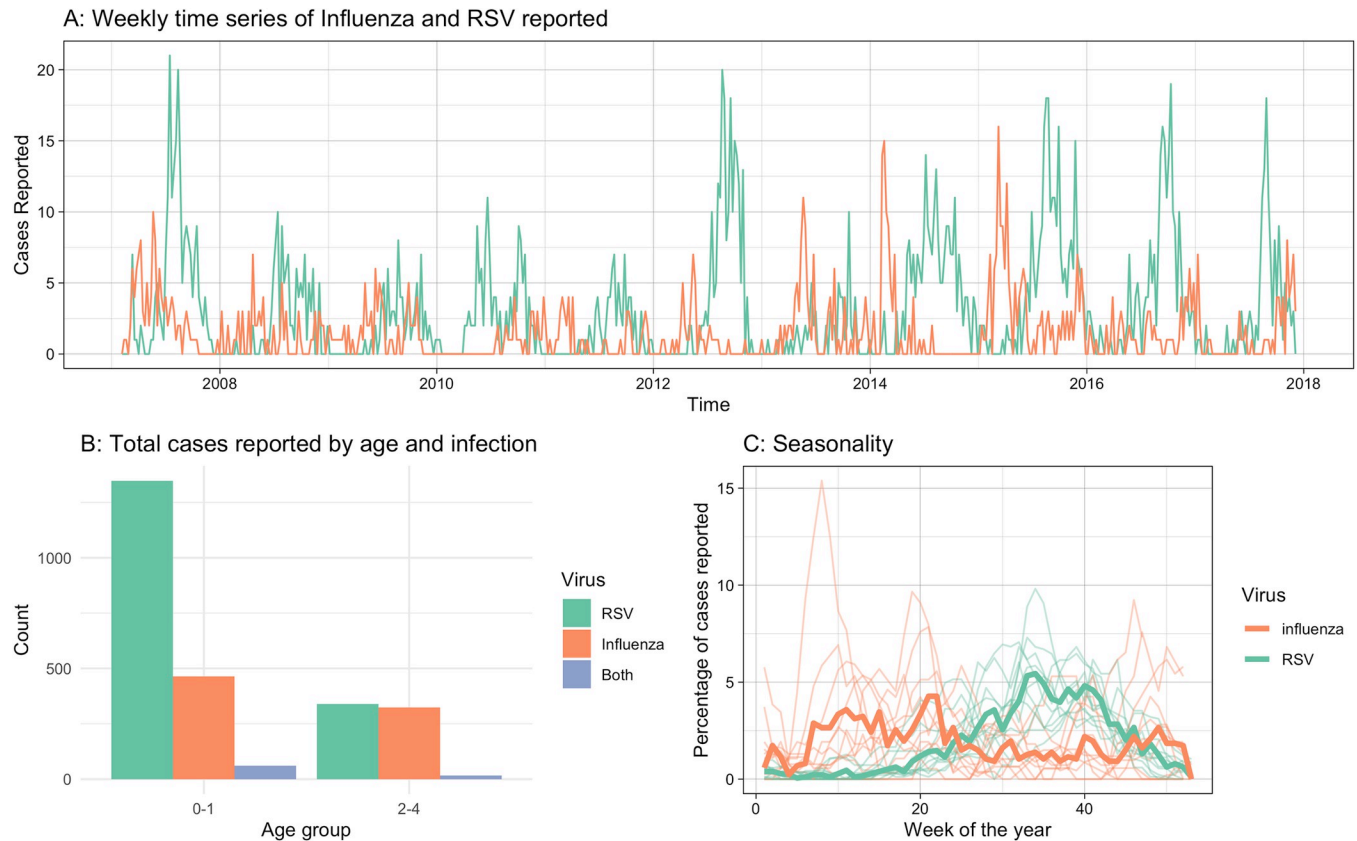 A: Weekly time series of Influenza and RSV reported
20
15
10
5
0
Cases Reported
2008 2010 2012 2014 2016 2018
Time
B: Total cases reported by age and infection
1000
500
0
Count
0-1 2-4
Age group
Virus
RSV
Influenza
Both
C: Seasonality
15
10
5
0
Percentage of cases reported
0 20 40
Week of the year
Virus
influenza
RSV